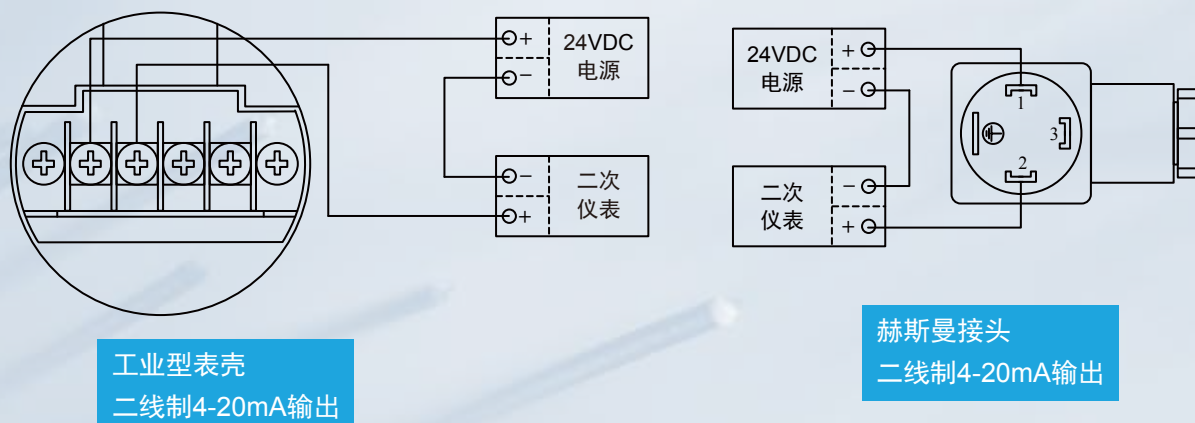 +
24VDC
电源
−
−
二次
仪表
+
工业型表壳
二线制4-20mA输出
24VDC
电源
+
−
二次
仪表
−
+
1
3
2
赫斯曼接头
二线制4-20mA输出